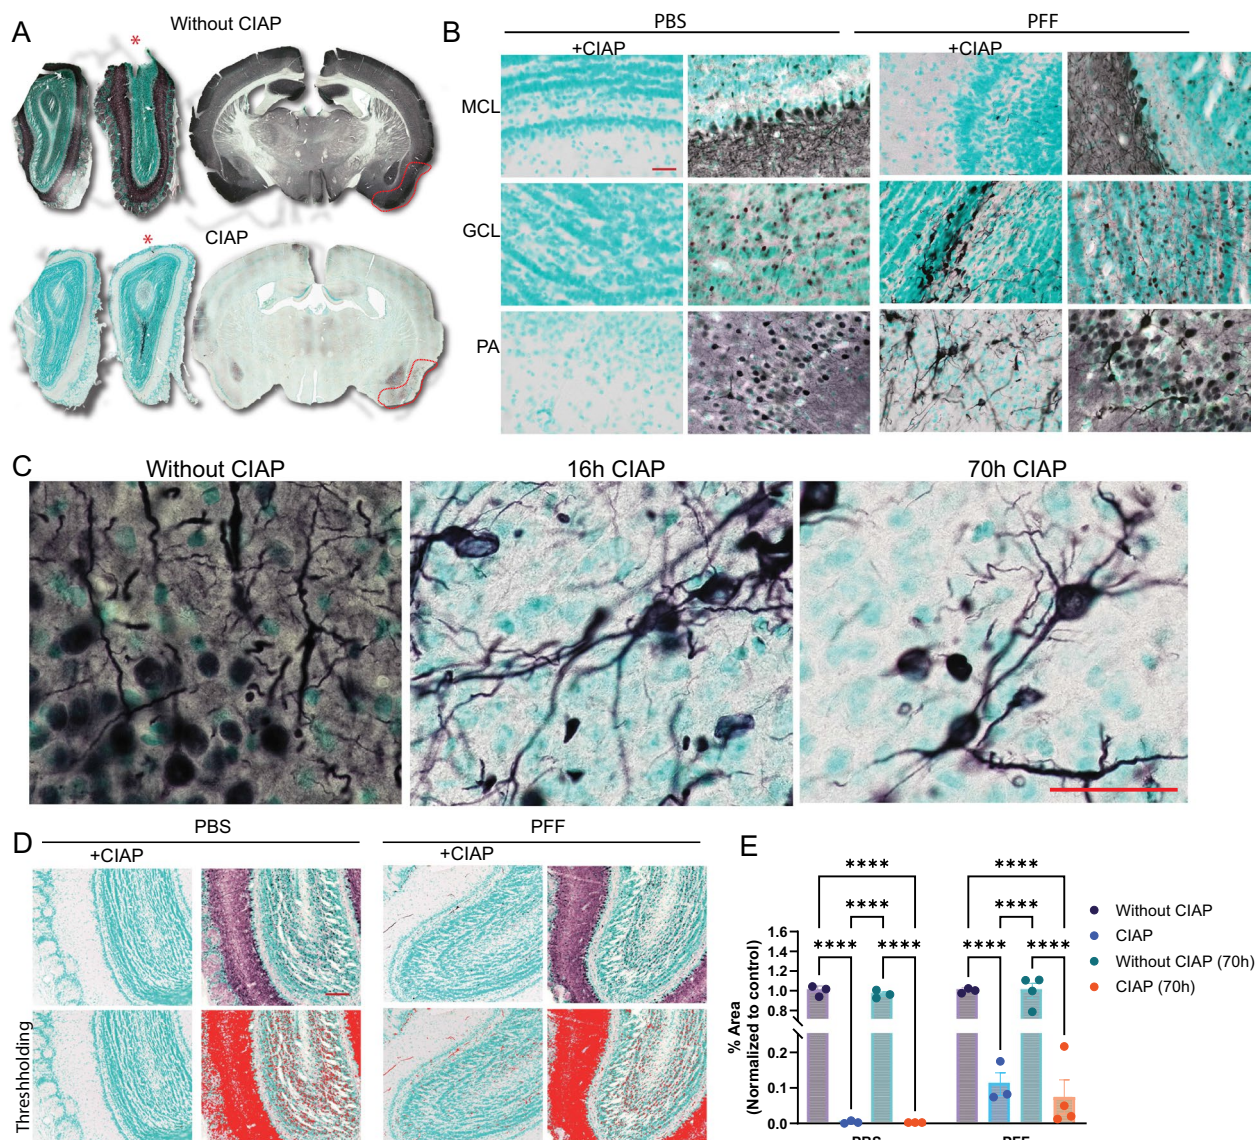 A
Without CIAP
*
CIAP
*
B
PBS
PFF
+CIAP
+CIAP
MCL
GCL
PA
C
Without CIAP
16h CIAP
70h CIAP
D
PBS
PFF
+CIAP
+CIAP
Threshholding
E
% Area
(Normalized to control)
1.6
1.4
1.2
1.0
0.8
0.2
0.1
0.0
**** ****
**** ****
**** **** **** ****
PBS
PFF
Without CIAP
CIAP
Without CIAP (70h)
CIAP (70h)